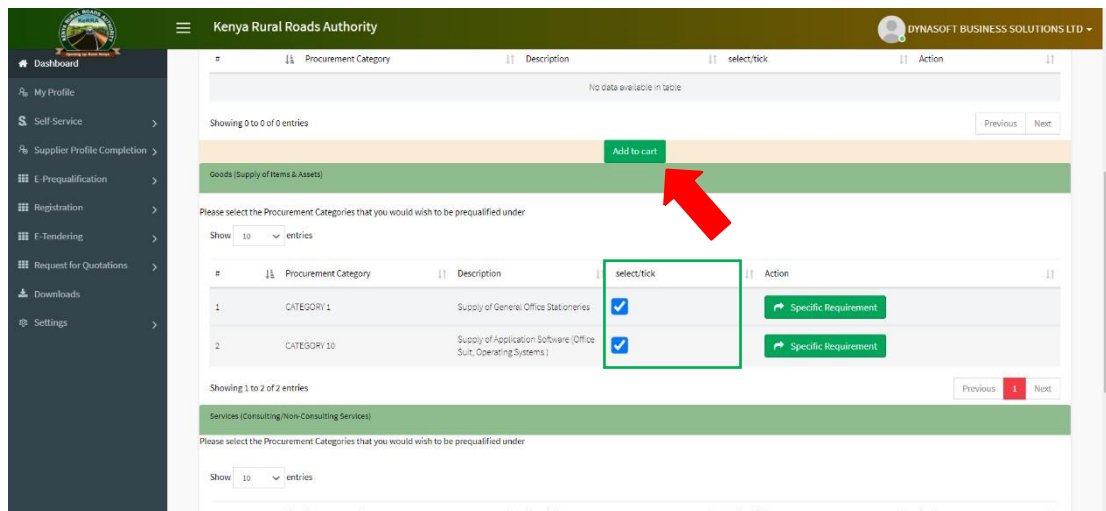 KeRRA
Kenya Rural Roads Authority
DYNASOFT BUSINESS SOLUTIONS LTD
Dashboard
My Profile
Self-Service
Supplier Profile Completion
E-Prequalification
Registration
E-Tendering
Request for Quotations
Downloads
Settings
# Procurement Category Description select/tick Action
No data available in table
Showing 0 to 0 of 0 entries Previous Next
Add to cart
Goods (Supply of Items & Assets)
Please select the Procurement Categories that you would wish to be prequalified under
Show 10 entries
# Procurement Category Description select/tick Action
1 CATEGORY 1 Supply of General Office Stationeries Specific Requirement
2 CATEGORY 10 Supply of Application Software (Office
Suit, Operating Systems ) Specific Requirement
Showing 1 to 2 of 2 entries Previous 1 Next
Services (Consulting/Non-Consulting Services)
Please select the Procurement Categories that you would wish to be prequalified under
Show 10 entries